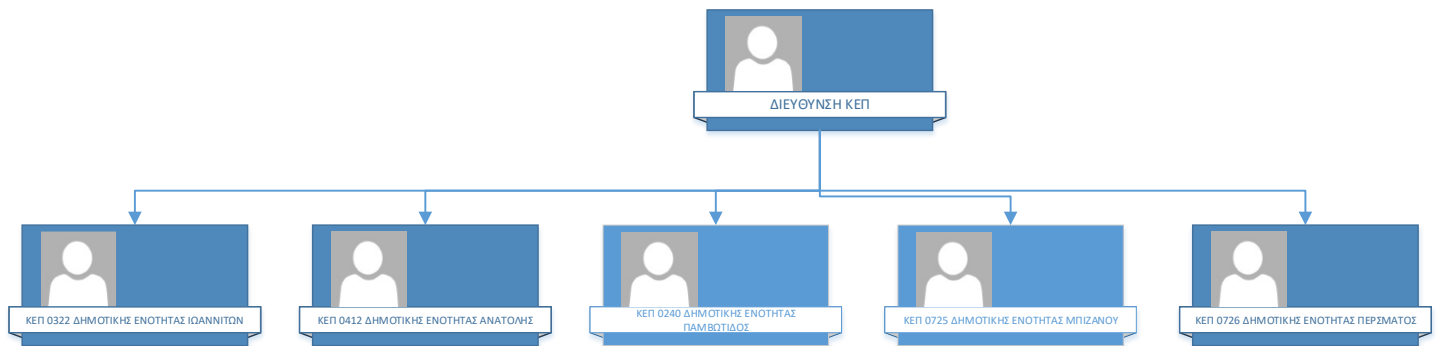 ΔΙΕΥΘΥΝΣΗ ΚΕΠ
ΚΕΠ 0322 ΔΗΜΟΤΙΚΗΣ ΕΝΟΤΗΤΑΣ ΙΩΑΝΝΙΤΩΝ
ΚΕΠ 0412 ΔΗΜΟΤΙΚΗΣ ΕΝΟΤΗΤΑΣ ΑΝΑΤΟΛΗΣ
ΚΕΠ 0240 ΔΗΜΟΤΙΚΗΣ ΕΝΟΤΗΤΑΣ
ΠΑΜΒΩΤΙΔΟΣ
ΚΕΠ 0725 ΔΗΜΟΤΙΚΗΣ ΕΝΟΤΗΤΑΣ ΜΠΙΖΑΝΟΥ
ΚΕΠ 0726 ΔΗΜΟΤΙΚΗΣ ΕΝΟΤΗΤΑΣ ΠΕΡΣΜΑΤΟΣ